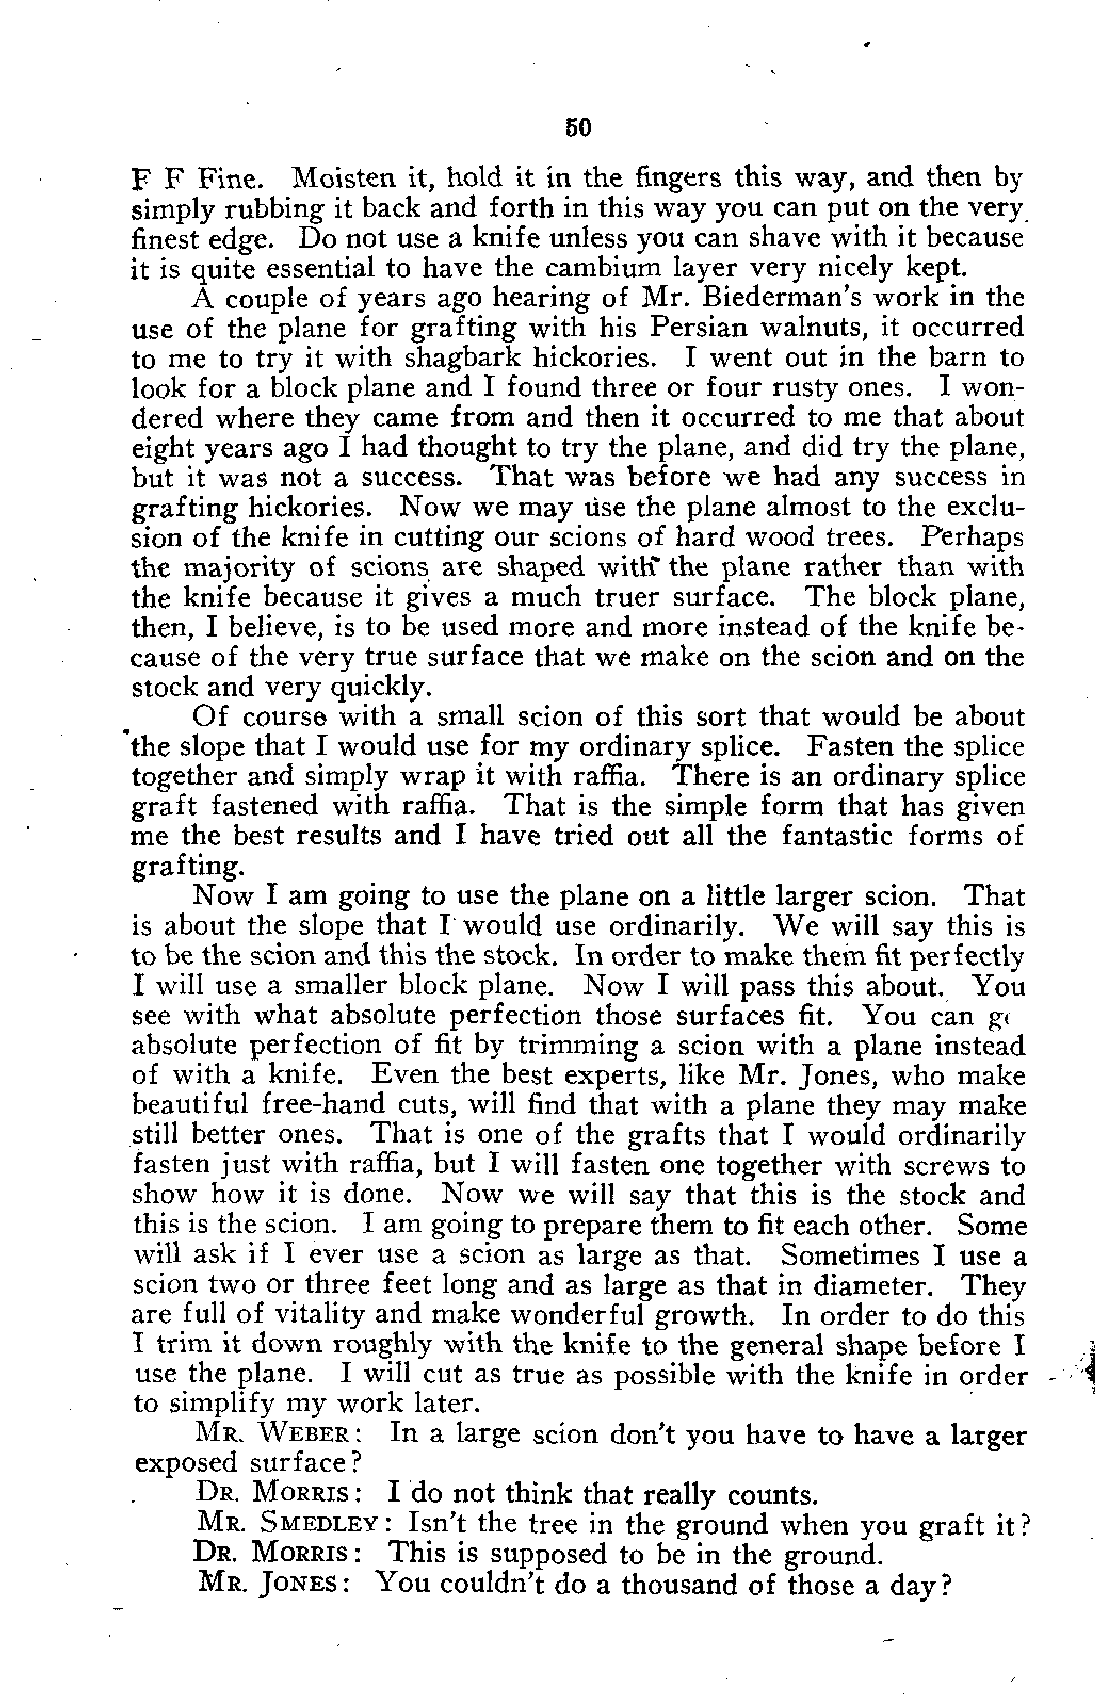 50
F F Fine. Moisten it, hold it in the fingers this way, and then by
simply rubbing it back and forth in this way you can put on the very
finest edge. Do not use a knife unless you can shave with it because
it is quite essential to have the cambium layer very nicely kept.
A couple of years ago hearing of Mr. Biederman's work in the
use of the plane for grafting with his Persian walnuts, it occurred
to me to try it with shagbark hickories. I went out in the barn to
look for a block plane and I found three or four rusty ones. I won-
dered where they came from and then it occurred to me that about
eight years ago I had thought to try the plane, and did try the plane,
but it was not a success. That was before we had any success in
grafting hickories. Now we may use the plane almost to the exclu-
sion of the knife in cutting our scions of hard wood trees. Perhaps
the majority of scions are shaped with the plane rather than with
the knife because it gives a much truer surface. The block plane,
then, I believe, is to be used more and more instead of the knife be-
cause of the very true surface that we make on the scion and on the
stock and very quickly.
Of course with a small scion of this sort that would be about
the slope that I would use for my ordinary splice. Fasten the splice
together and simply wrap it with raffia. There is an ordinary splice
graft fastened with raffia. That is the simple form that has given
me the best results and I have tried out all the fantastic forms of
grafting.
Now I am going to use the plane on a little larger scion. That
is about the slope that I would use ordinarily. We will say this is
to be the scion and this the stock. In order to make them fit perfectly
I will use a smaller block plane. Now I will pass this about. You
see with what absolute perfection those surfaces fit. You can
absolute perfection of fit by trimming a scion with a plane instead
of with a knife. Even the best experts, like Mr. Jones, who make
beautiful free-hand cuts, will find that with a plane they may make
still better ones. That is one of the grafts that I would ordinarily
fasten just with raffia, but I will fasten one together with screws to
show how it is done. Now we will say that this is the stock and
this is the scion. I am going to prepare them to fit each other. Some
will ask if I ever use a scion as large as that. Sometimes I use a
scion two or three feet long and as large as that in diameter. They
are full of vitality and make wonderful growth. In order to do this
I trim it down roughly with the knife to the general shape before I
use the plane. I will cut as true as possible with the knife in order
to simplify my work later.
MR. WEBER: In a large scion don't you have to have a larger
exposed surface?
DR. MORRIS: I do not think that really counts.
MR. SMEDLEY: Isn't the tree in the ground when you graft it?
DR. MORRIS: This is supposed to be in the ground.
MR. JONES: You couldn't do a thousand of those a day?